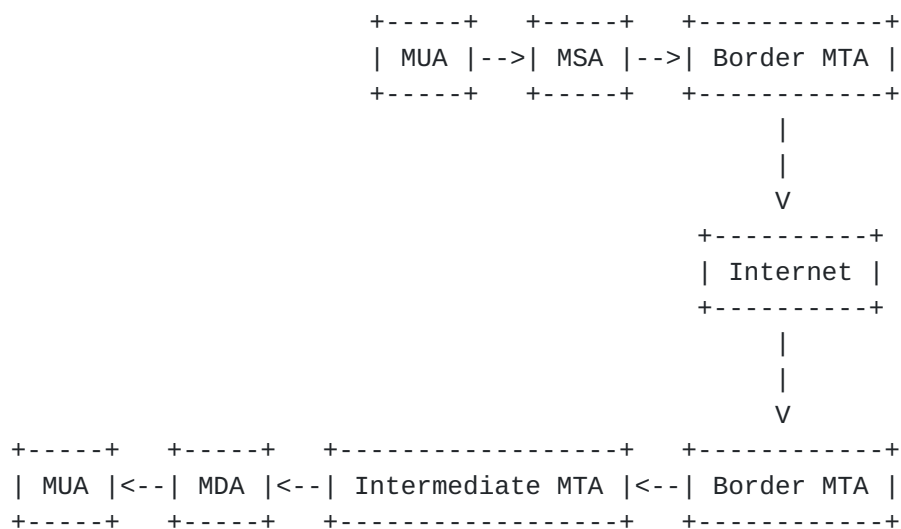 +-----+   +-----+   +------------+
| MUA |-->| MSA |-->| Border MTA |
+-----+   +-----+   +------------+
|
|
V
+----------+
| Internet |
+----------+
|
|
V
+-----+   +-----+   +------------------+   +------------+
| MUA |<--| MDA |<--| Intermediate MTA |<--| Border MTA |
+-----+   +-----+   +------------------+   +------------+